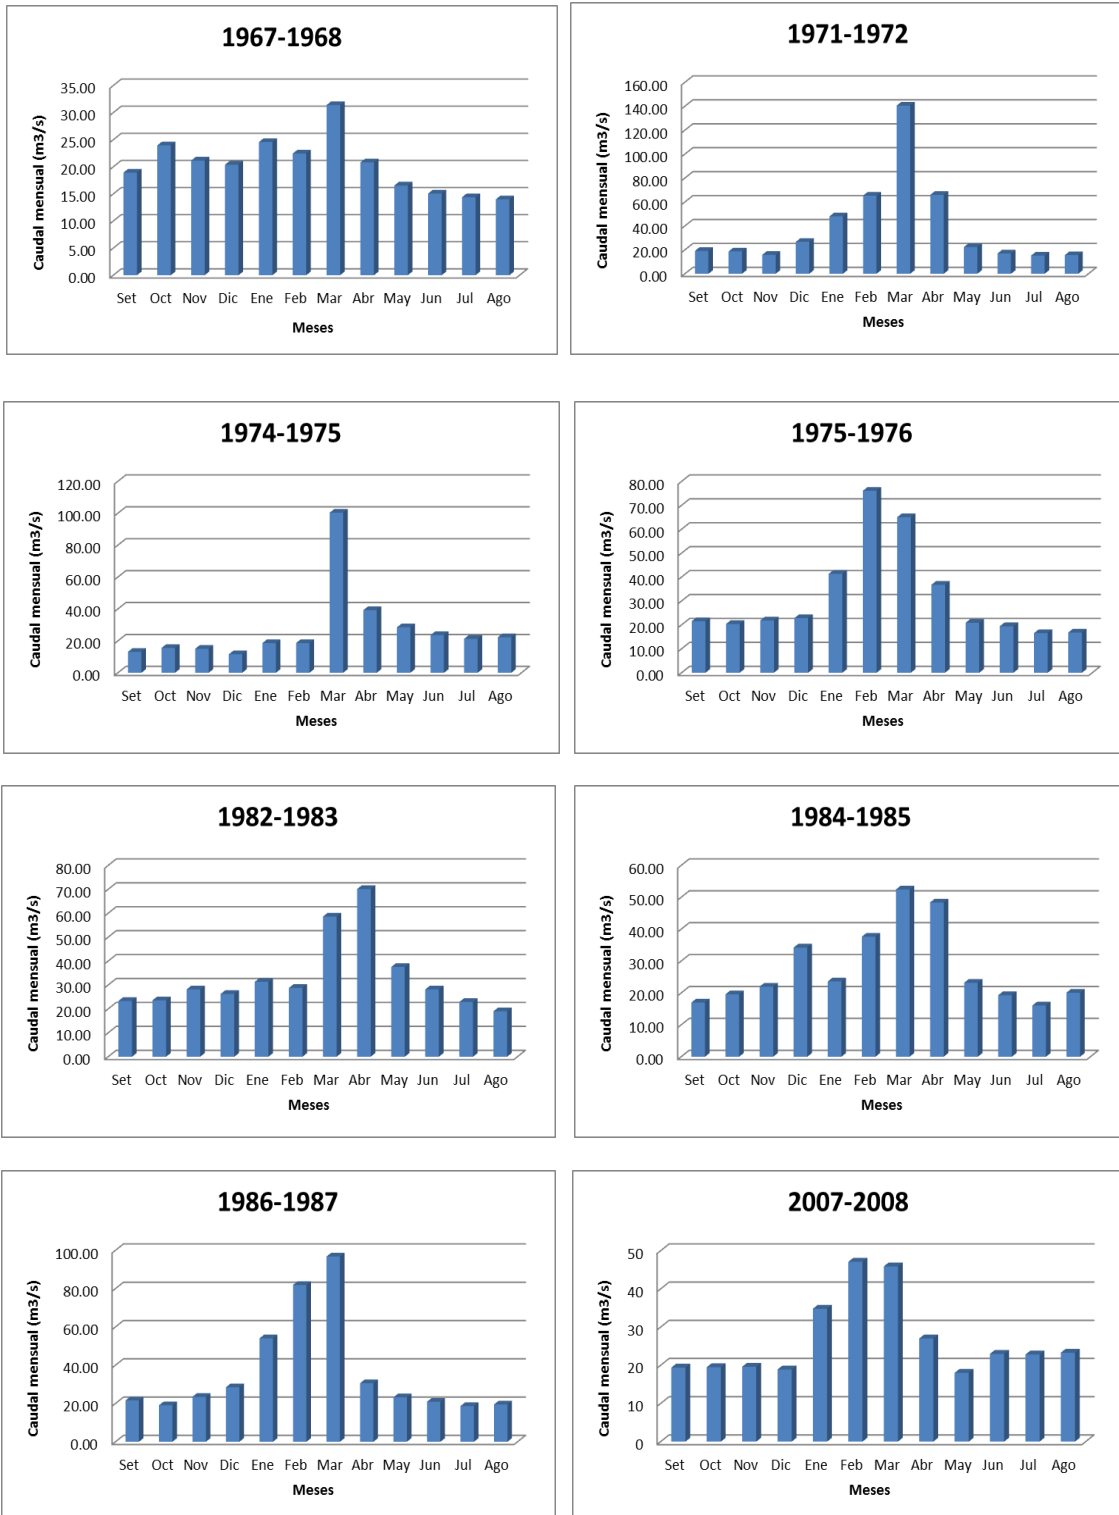 1967-1968
Caudal mensual (m3/s)
35.00
30.00
25.00
20.00
15.00
10.00
5.00
0.00
Set Oct Nov Dic Ene Feb Mar Abr May Jun Jul Ago
Meses
1971-1972
Caudal mensual (m3/s)
160.00
140.00
120.00
100.00
80.00
60.00
40.00
20.00
0.00
Set Oct Nov Dic Ene Feb Mar Abr May Jun Jul Ago
Meses
1974-1975
Caudal mensual (m3/s)
120.00
100.00
80.00
60.00
40.00
20.00
0.00
Set Oct Nov Dic Ene Feb Mar Abr May Jun Jul Ago
Meses
1975-1976
Caudal mensual (m3/s)
80.00
70.00
60.00
50.00
40.00
30.00
20.00
10.00
0.00
Set Oct Nov Dic Ene Feb Mar Abr May Jun Jul Ago
Meses
1982-1983
Caudal mensual (m3/s)
80.00
70.00
60.00
50.00
40.00
30.00
20.00
10.00
0.00
Set Oct Nov Dic Ene Feb Mar Abr May Jun Jul Ago
Meses
1984-1985
Caudal mensual (m3/s)
60.00
50.00
40.00
30.00
20.00
10.00
0.00
Set Oct Nov Dic Ene Feb Mar Abr May Jun Jul Ago
Meses
1986-1987
Caudal mensual (m3/s)
100.00
80.00
60.00
40.00
20.00
0.00
Set Oct Nov Dic Ene Feb Mar Abr May Jun Jul Ago
Meses
2007-2008
Caudal mensual (m3/s)
50
40
30
20
10
0
Set Oct Nov Dic Ene Feb Mar Abr May Jun Jul Ago
Meses